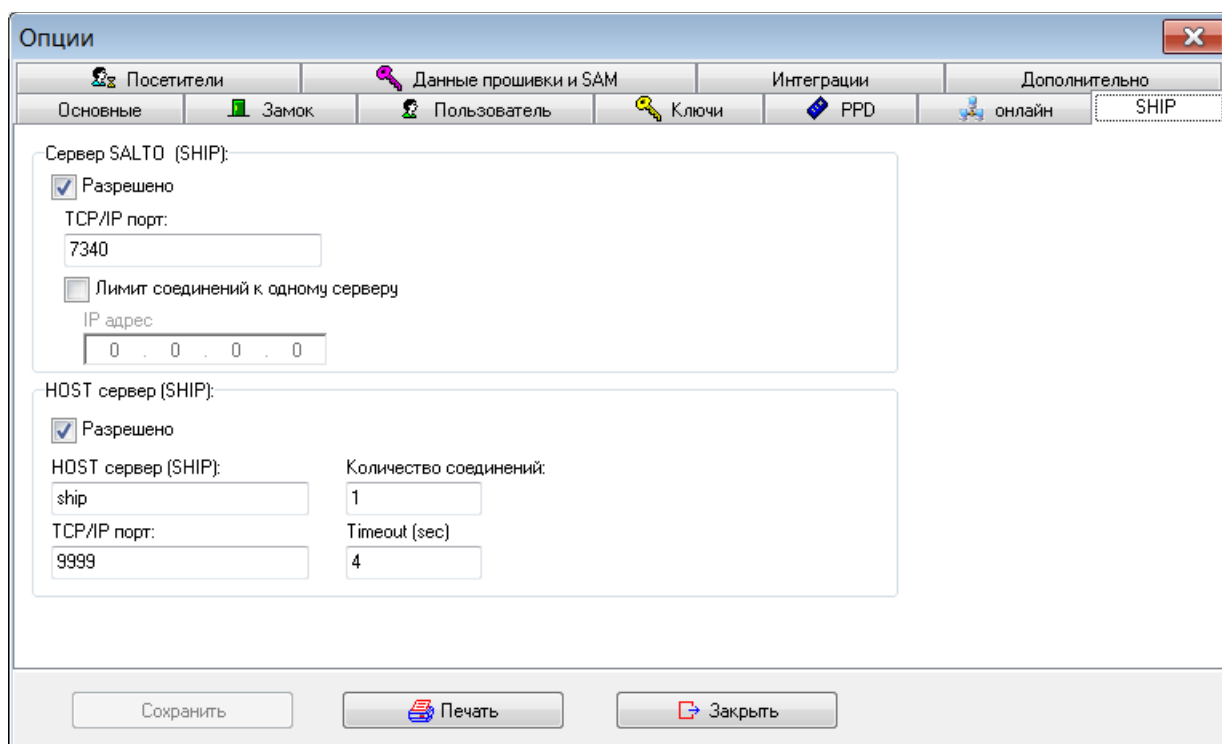 Опции
Посетители
Данные прошивки и SAM
Интеграции
Дополнительно
Основные
Замок
Пользователь
Ключи
PPD
онлайн
SHIP
Сервер SALTO (SHIP):
Разрешено
TCP/IP порт:
7340
Лимит соединений к одному серверу
IP адрес
0 . 0 . 0 . 0
HOST сервер (SHIP):
Разрешено
HOST сервер (SHIP):
Количество соединений:
ship
1
TCP/IP порт:
Timeout (sec)
9999
4
Сохранить
Печать
Закрыть